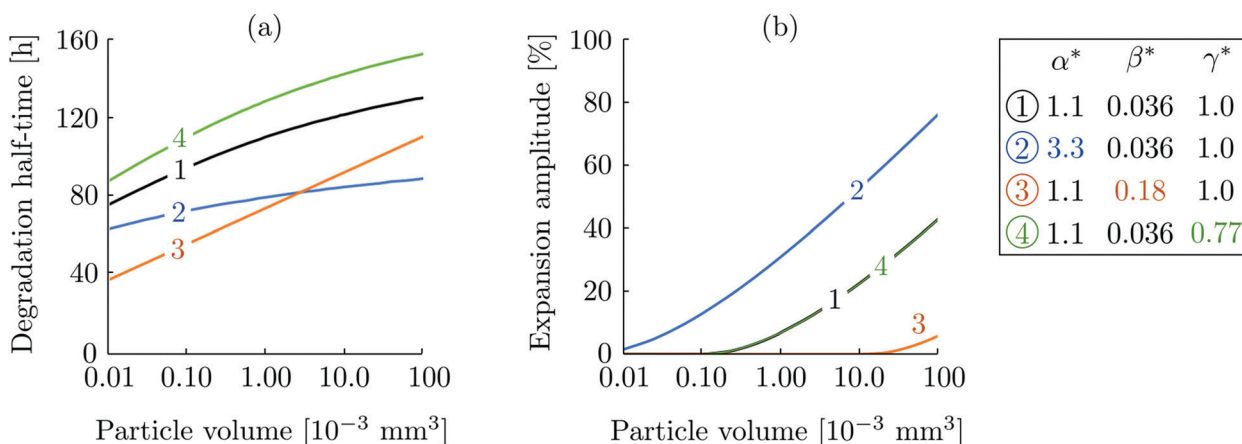 (a)
Degradation half-time [h]
160
120
80
40
0
4
1
2
3
0.01 0.10 1.00 10.0 100
Particle volume [10⁻³ mm³]
(b)
Expansion amplitude [%]
100
80
60
40
20
0
2
4
1
3
0.01 0.10 1.00 10.0 100
Particle volume [10⁻³ mm³]
α* β* γ*
① 1.1 0.036 1.0
② 3.3 0.036 1.0
③ 1.1 0.18 1.0
④ 1.1 0.036 0.77